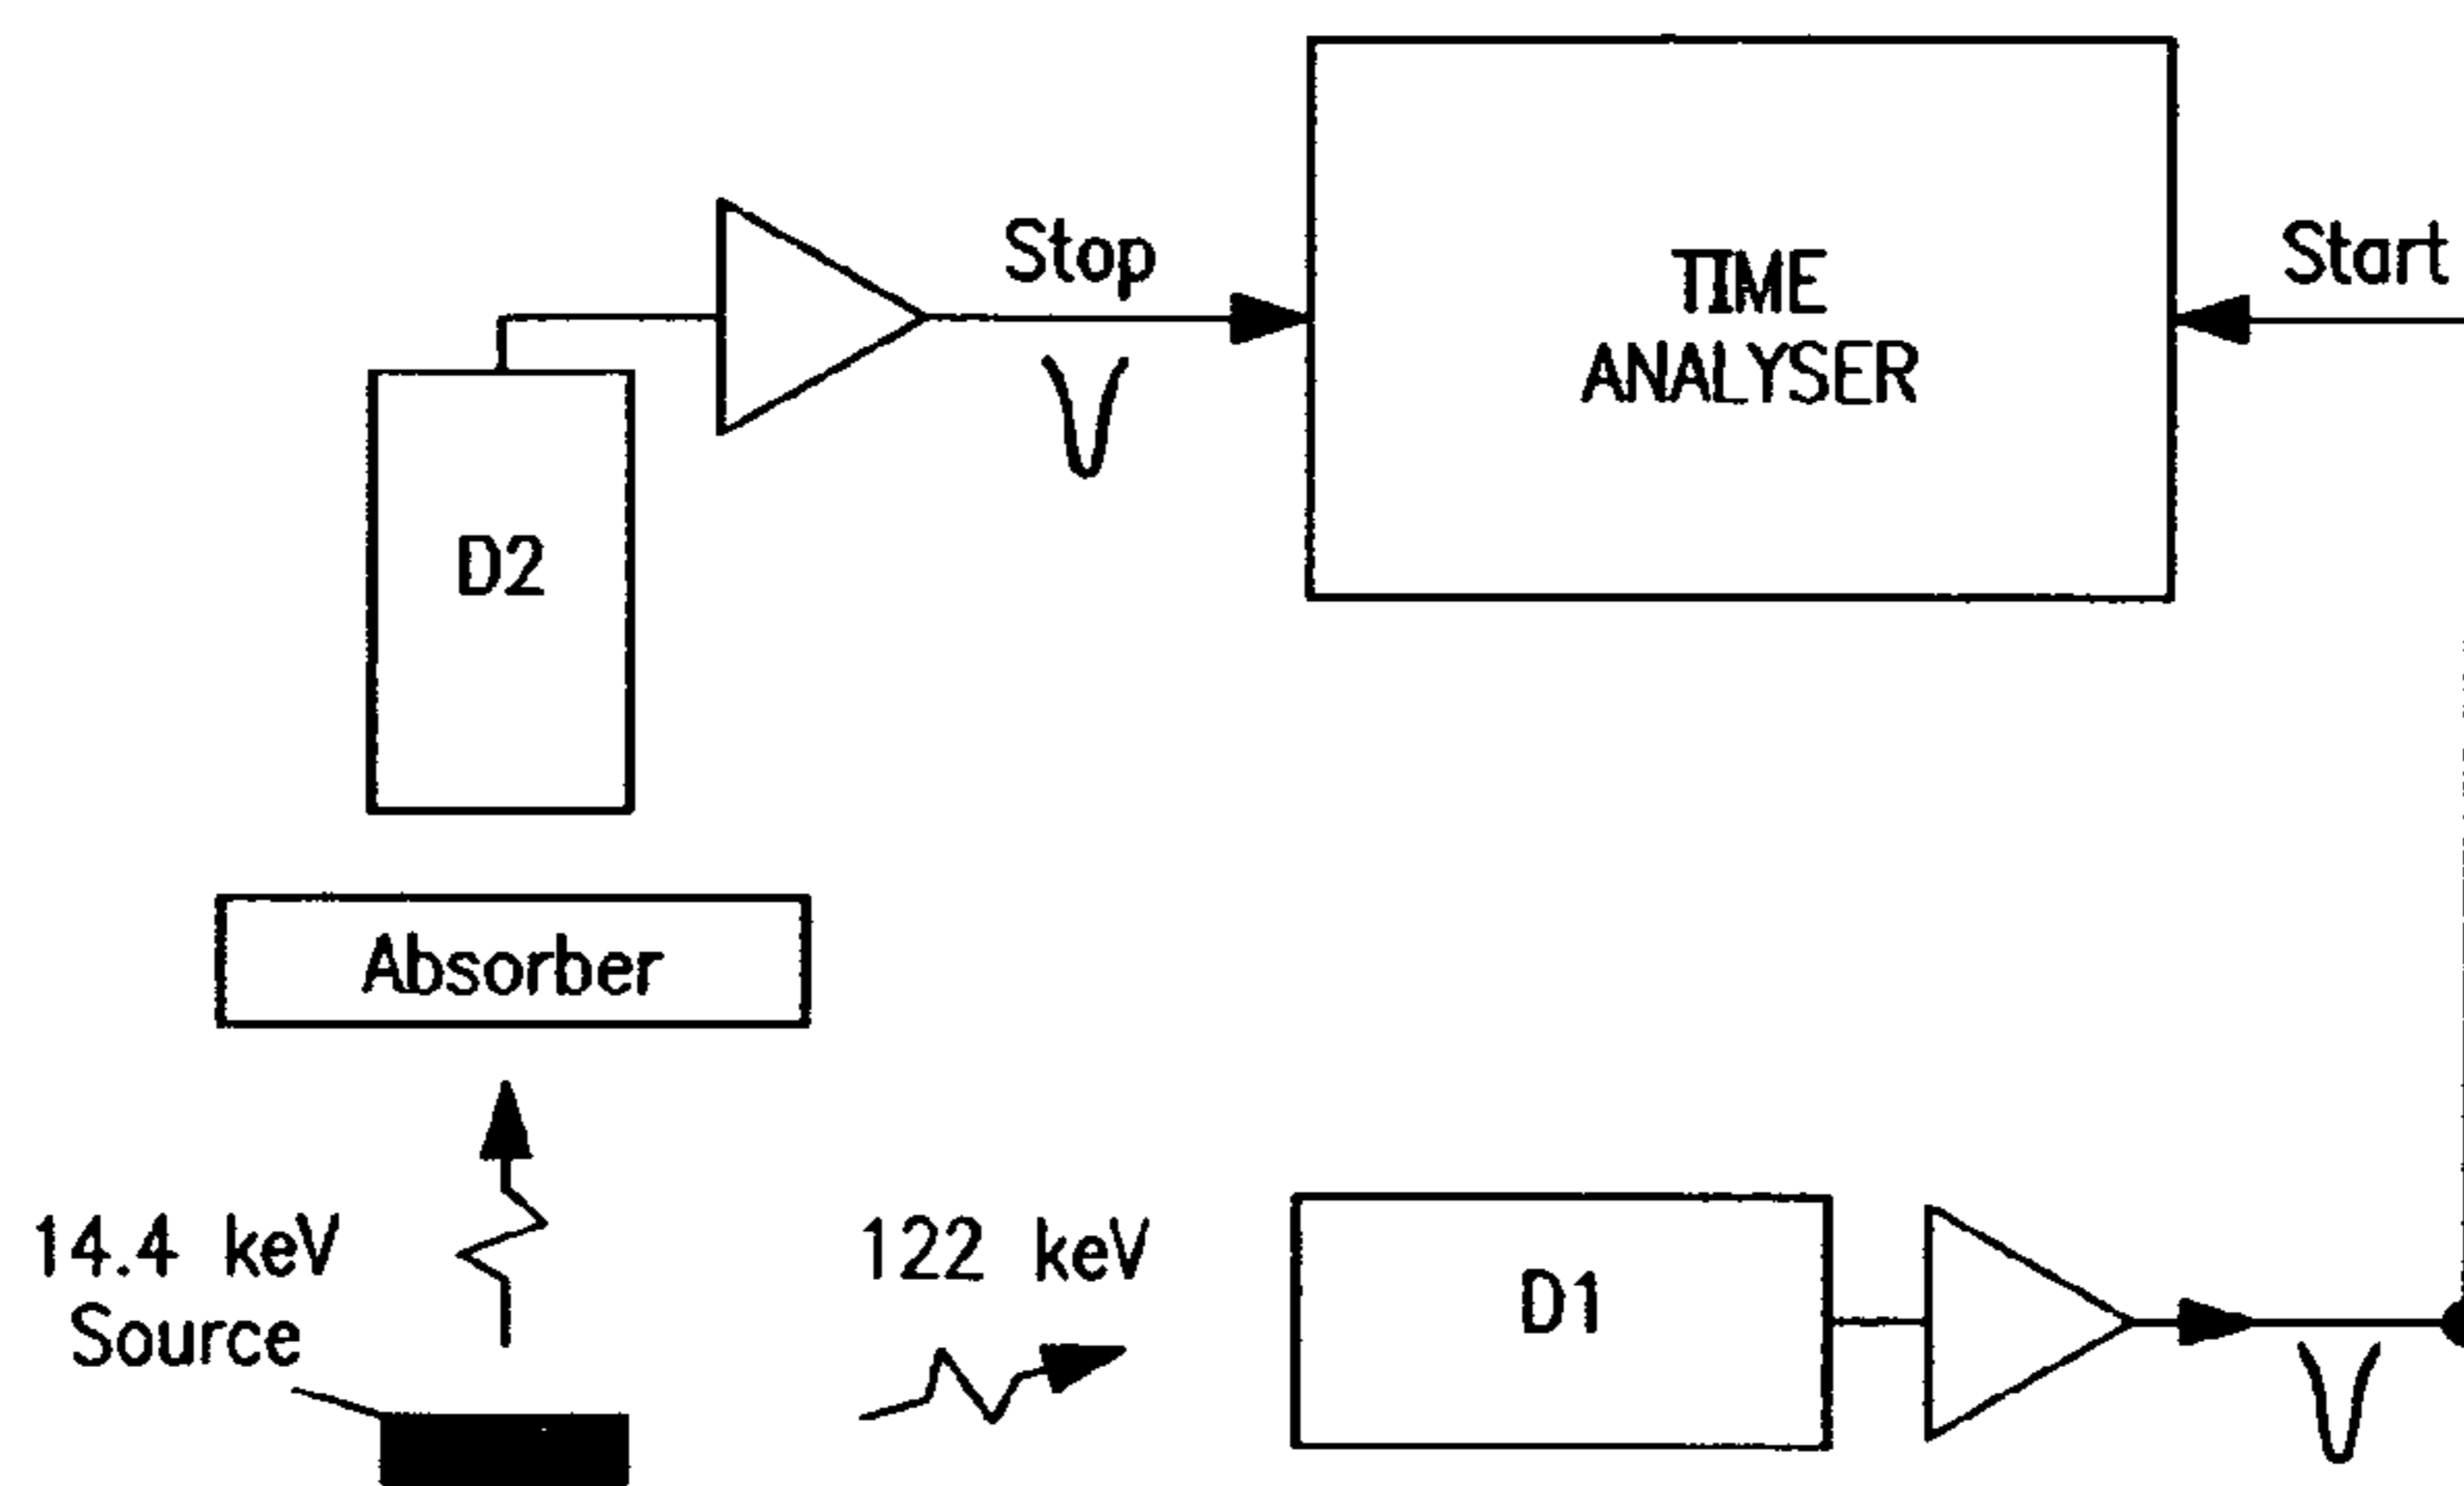 Stop
TIME
ANALYSER
Start
D2
Absorber
14.4 keV
Source
122 keV
D1